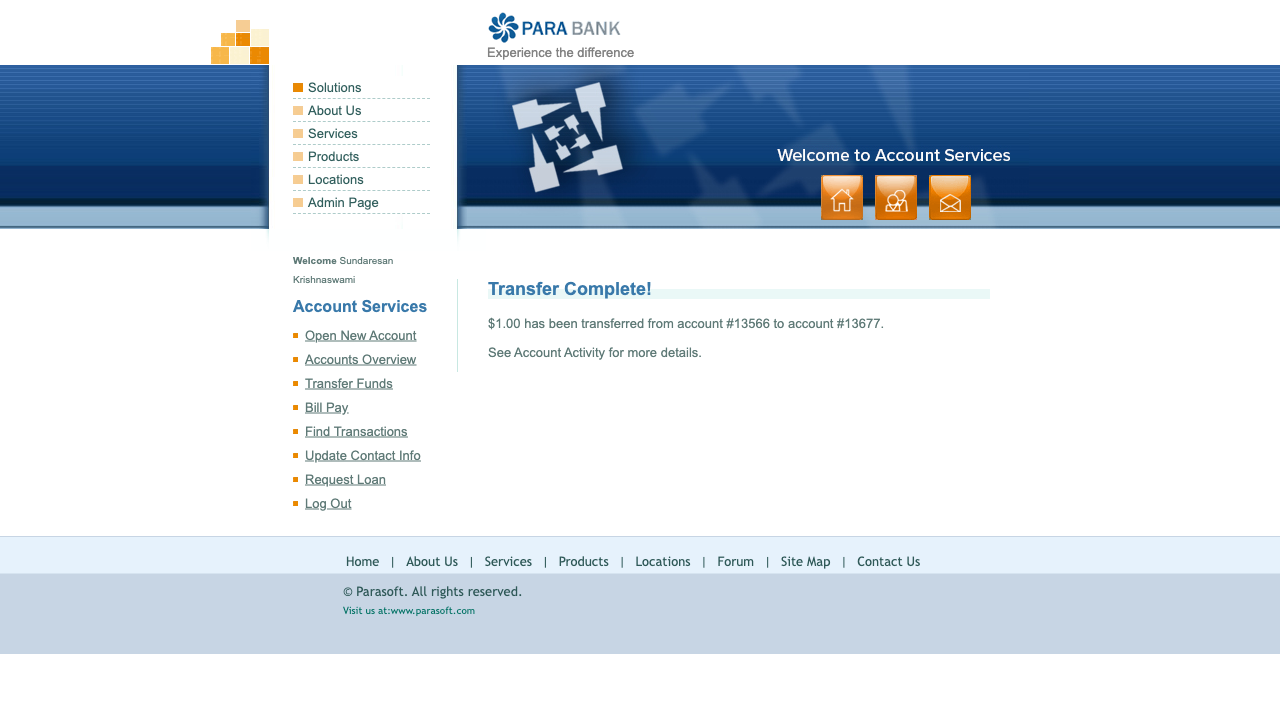 PARA BANK
Experience the difference
Solutions
About Us
Services
Products
Locations
Admin Page
Welcome to Account Services
Welcome Sundaresan
Krishnaswami
Account Services
Open New Account
Accounts Overview
Transfer Funds
Bill Pay
Find Transactions
Update Contact Info
Request Loan
Log Out
Transfer Complete!
$1.00 has been transferred from account #13566 to account #13677.
See Account Activity for more details.
Home | About Us | Services | Products | Locations | Forum | Site Map | Contact Us
© Parasoft. All rights reserved.
Visit us at:www.parasoft.com